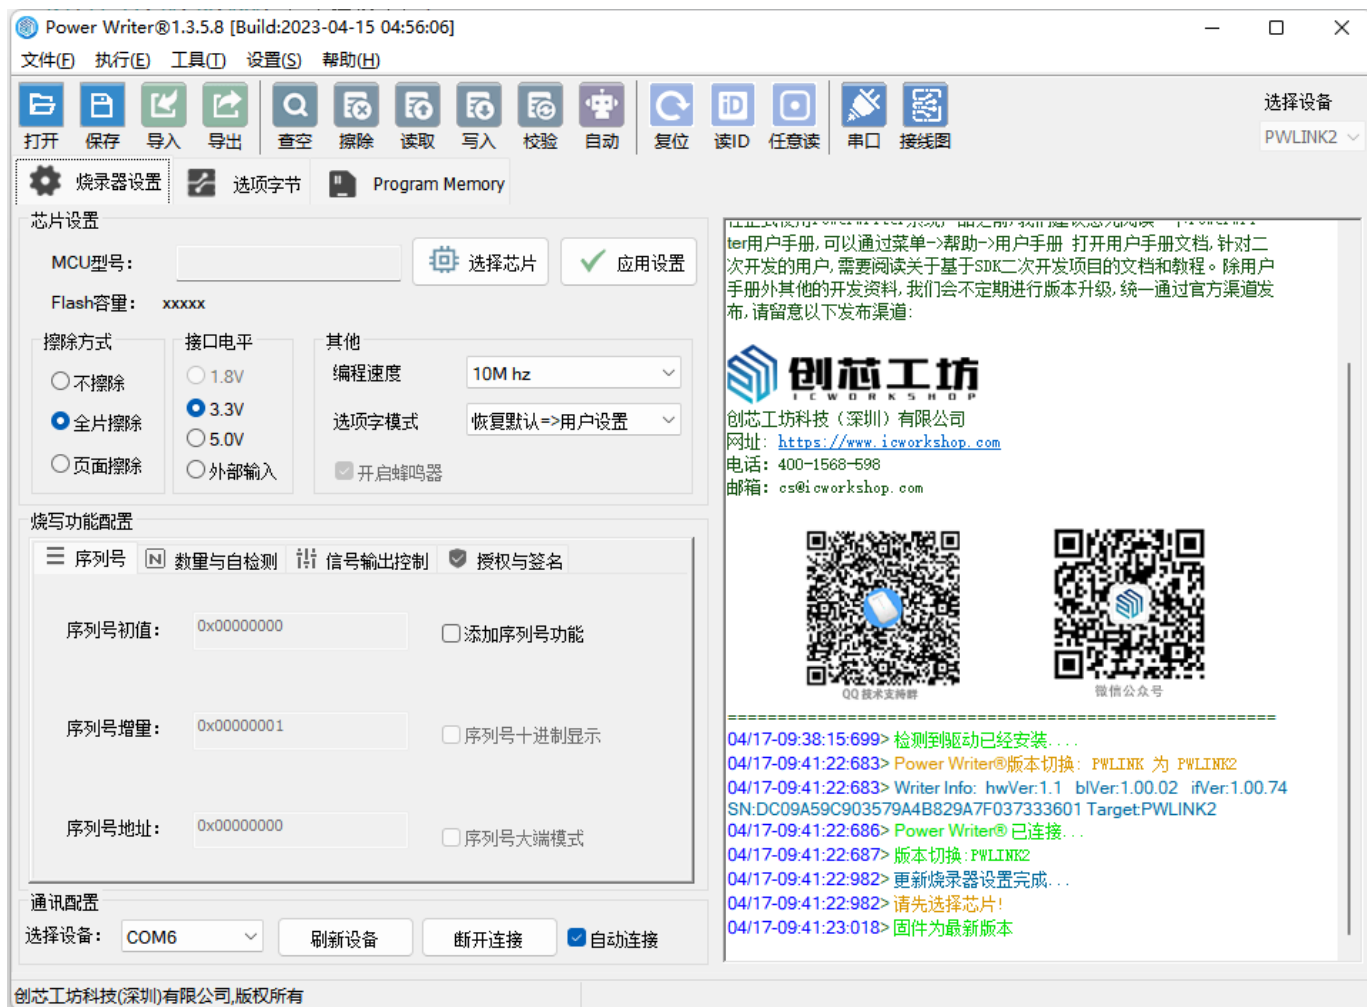 Power Writer®1.3.5.8 [Build:2023-04-15 04:56:06]
文件(F) 执行(E) 工具(T) 设置(S) 帮助(H)
打开 保存 导入 导出 查空 擦除 读取 写入 校验 自动 复位 读ID 任意读 串口 接线图
选择设备
PWLINK2
烧录器设置 选项字节 Program Memory
芯片设置
MCU型号:
选择芯片
应用设置
Flash容量: xxxxx
擦除方式
不擦除
全片擦除
页面擦除
接口电平
1.8V
3.3V
5.0V
外部输入
其他
编程速度 10M hz
选项字模式 恢复默认=>用户设置
开启蜂鸣器
烧写功能配置
序列号 数量与自检测 信号输出控制 授权与签名
序列号初值: 0x00000000 添加序列号功能
序列号增量: 0x00000001 序列号十进制显示
序列号地址: 0x00000000 序列号大端模式
通讯配置
选择设备: COM6 刷新设备 断开连接 自动连接
创芯工坊科技(深圳)有限公司,版权所有
ter用户手册,可以通过菜单->帮助->用户手册 打开用户手册文档,针对二
次开发的用户,需要阅读关于基于SDK二次开发项目的文档和教程。除用户
手册外其他的开发资料,我们会不定期进行版本升级,统一通过官方渠道发
布,请留意以下发布渠道:
创芯工坊
ICWORKSHOP
创芯工坊科技（深圳）有限公司
网址: https://www.icworkshop.com
电话: 400-1568-598
邮箱: cs@icworkshop.com
QQ技术支持群
微信公众号
04/17-09:38:15:699> 检测到驱动已经安装....
04/17-09:41:22:683> Power Writer®版本切换: PWLINK 为 PWLINK2
04/17-09:41:22:683> Writer Info: hwVer:1.1 blVer:1.00.02 ifVer:1.00.74
SN:DC09A59C903579A4B829A7F037333601 Target:PWLINK2
04/17-09:41:22:686> Power Writer® 已连接...
04/17-09:41:22:687> 版本切换:PWLINK2
04/17-09:41:22:982> 更新烧录器设置完成...
04/17-09:41:22:982> 请先选择芯片!
04/17-09:41:23:018> 固件为最新版本